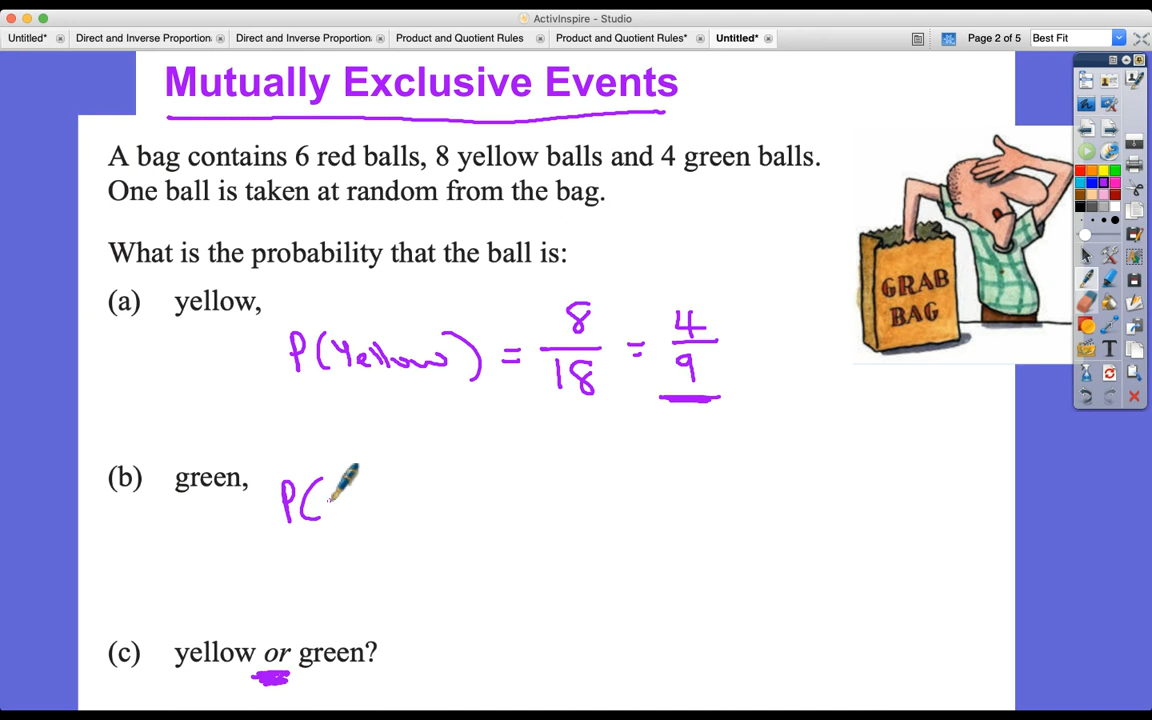 ActivInspire - Studio
Untitled* Direct and Inverse Proportion Direct and Inverse Proportion Product and Quotient Rules Product and Quotient Rules* Untitled* Page 2 of 5 Best Fit
Mutually Exclusive Events
A bag contains 6 red balls, 8 yellow balls and 4 green balls.
One ball is taken at random from the bag.
What is the probability that the ball is:
(a) yellow,
P(Yellow) = 8/18 = 4/9
GRAB
BAG
(b) green,
P(
(c) yellow or green?